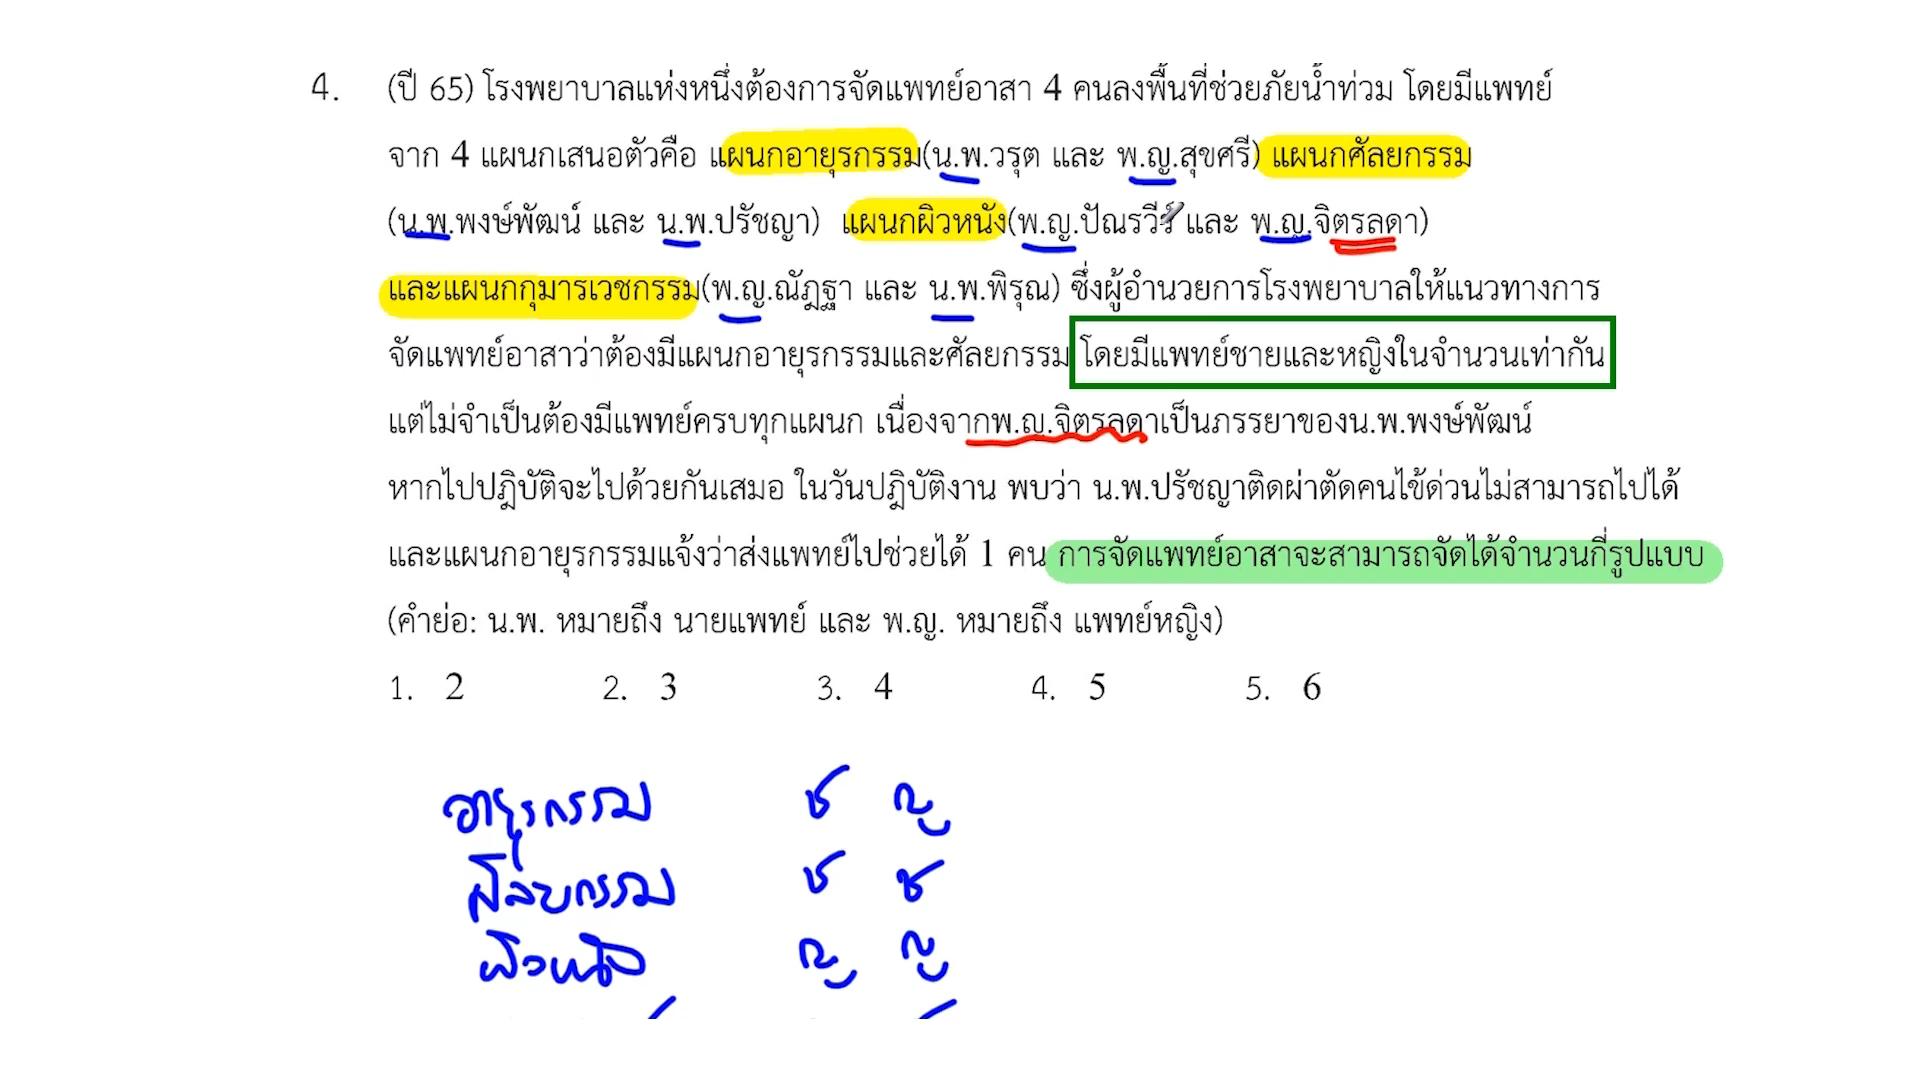 4. (ปี 65) โรงพยาบาลแห่งหนึ่งต้องการจัดแพทย์อาสา 4 คนลงพื้นที่ช่วยภัยน้ำท่วม โดยมีแพทย์
จาก 4 แผนกเสนอตัวคือ แผนกอายุรกรรม(น.พ.วรุต และ พ.ญ.สุขศรี) แผนกศัลยกรรม
(น.พ.พงษ์พัฒน์ และ น.พ.ปรัชญา) แผนกผิวหนัง(พ.ญ.ปัณรวีร์ และ พ.ญ.จิตรลดา)
และแผนกกุมารเวชกรรม(พ.ญ.ณัฎฐา และ น.พ.พิรุณ) ซึ่งผู้อำนวยการโรงพยาบาลให้แนวทางการ
จัดแพทย์อาสาว่าต้องมีแผนกอายุรกรรมและศัลยกรรม โดยมีแพทย์ชายและหญิงในจำนวนเท่ากัน
แต่ไม่จำเป็นต้องมีแพทย์ครบทุกแผนก เนื่องจากพ.ญ.จิตรลดาเป็นภรรยาของน.พ.พงษ์พัฒน์
หากไปปฎิบัติจะไปด้วยกันเสมอ ในวันปฎิบัติงาน พบว่า น.พ.ปรัชญาติดผ่าตัดคนไข้ด่วนไม่สามารถไปได้
และแผนกอายุรกรรมแจ้งว่าส่งแพทย์ไปช่วยได้ 1 คน การจัดแพทย์อาสาจะสามารถจัดได้จำนวนกี่รูปแบบ
(คำย่อ: น.พ. หมายถึง นายแพทย์ และ พ.ญ. หมายถึง แพทย์หญิง)
1. 2 2. 3 3. 4 4. 5 5. 6
อายุรกรรม ช ญ
ศัลยกรรม ช ช
ผิวหนัง ญ ญ